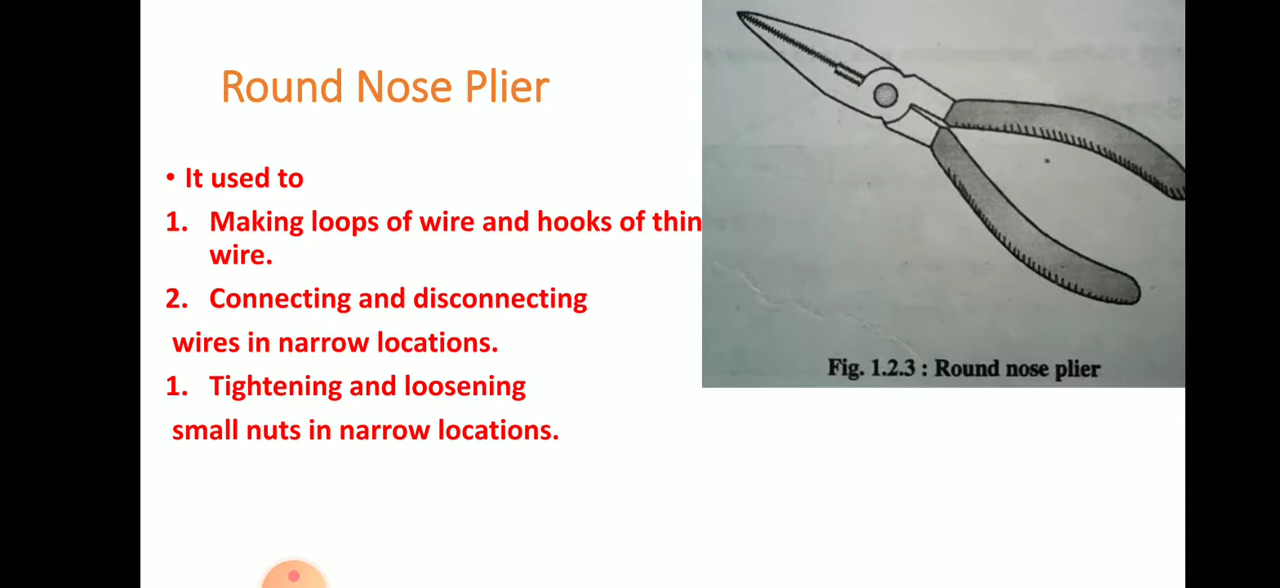 Round Nose Plier
• It used to
1. Making loops of wire and hooks of thin
wire.
2. Connecting and disconnecting
wires in narrow locations.
1. Tightening and loosening
small nuts in narrow locations.
Fig. 1.2.3 : Round nose plier